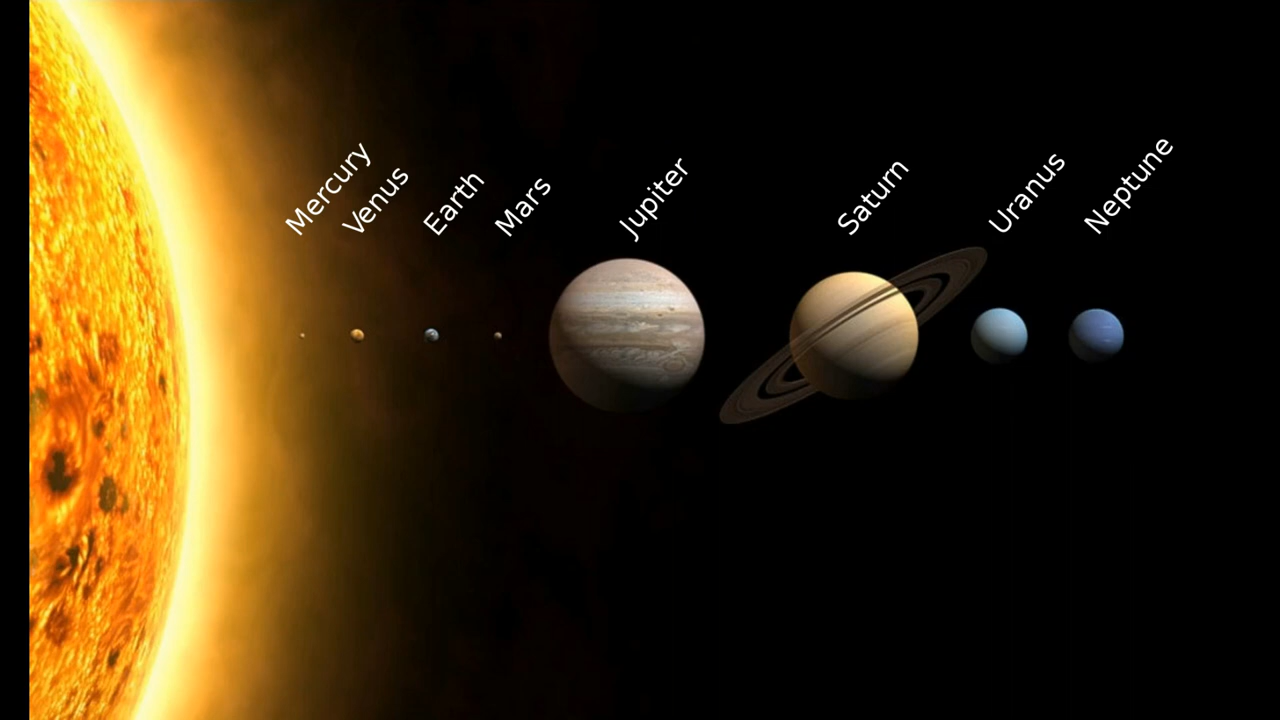 Mercury
Venus
Earth
Mars
Jupiter
Saturn
Uranus
Neptune